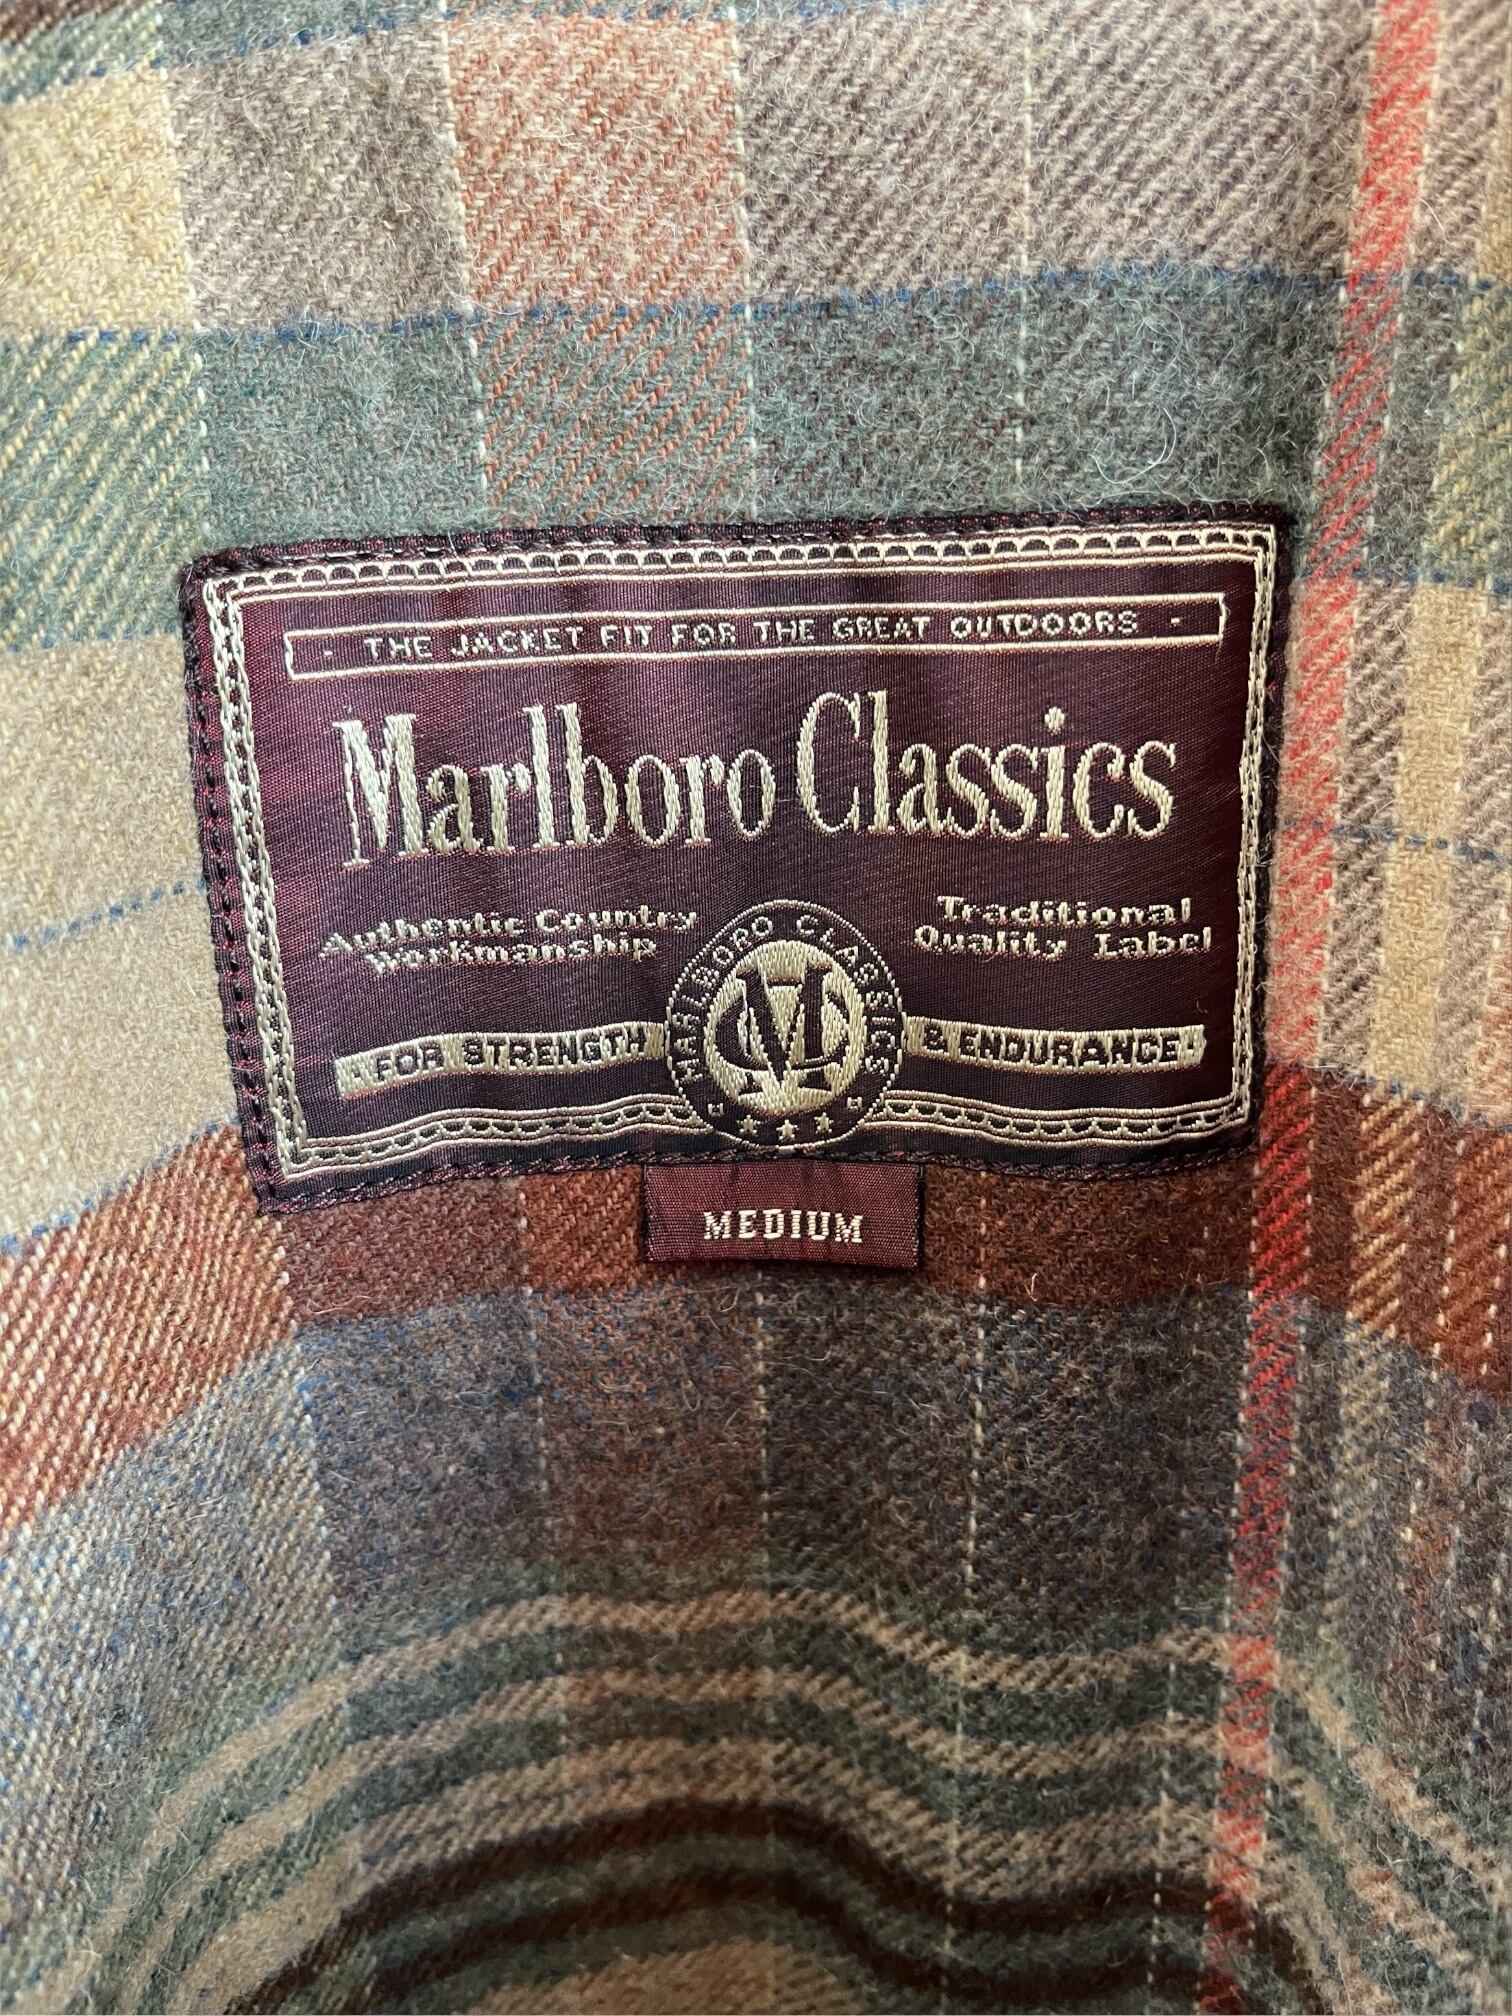 · THE JACKET FIT FOR THE GREAT OUTDOORS ·
Marlboro Classics
Authentic Country
Workmanship
Traditional
Quality Label
MARLBORO CLASSICS
MC
· FOR STRENGTH
& ENDURANCE ·
MEDIUM